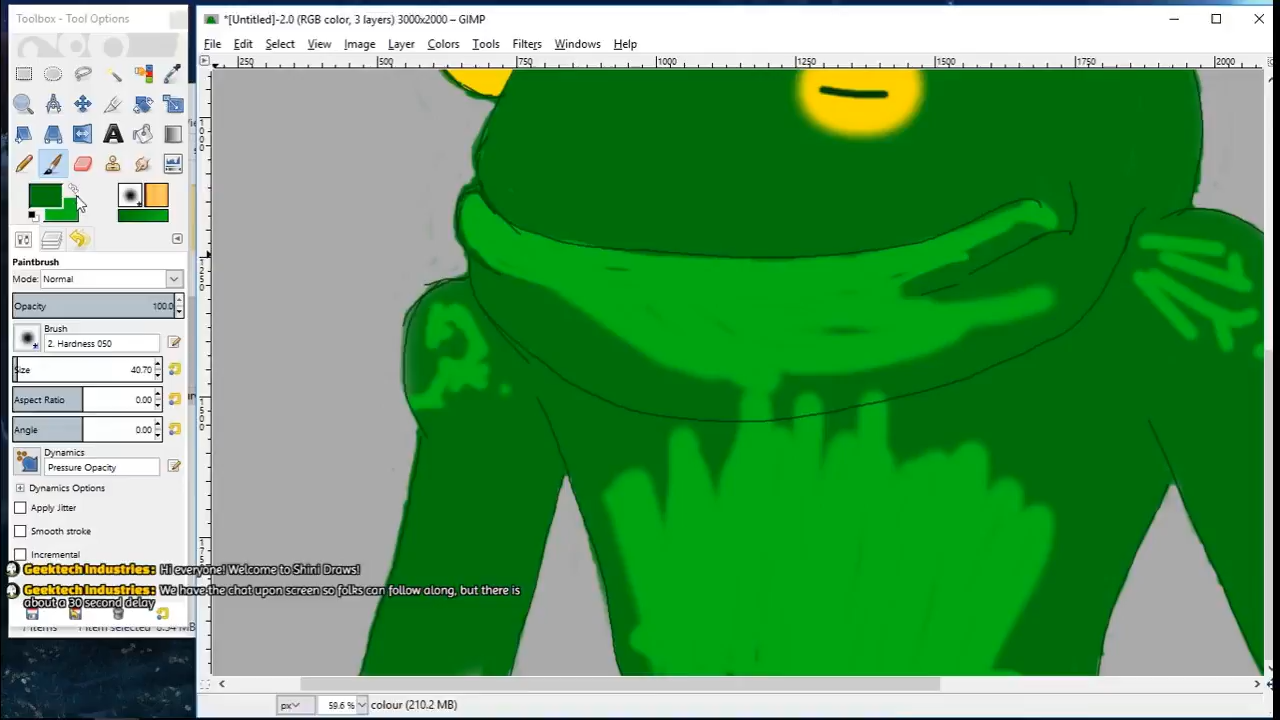 Toolbox - Tool Options
*[Untitled]-2.0 (RGB color, 3 layers) 3000x2000 – GIMP
File Edit Select View Image Layer Colors Tools Filters Windows Help
250 500 750 1000 1250 1500 1750 2000
Paintbrush
Mode: Normal
Opacity 100.0
Brush
2. Hardness 050
Size 40.70
Aspect Ratio 0.00
Angle 0.00
Dynamics
Pressure Opacity
Dynamics Options
Apply Jitter
Smooth stroke
Incremental
Geektech Industries: Hi everyone! Welcome to Shini Draws!
Geektech Industries: We have the chat upon screen so folks can follow along, but there is
about a 30 second delay
px 59.6 % colour (210.2 MB)